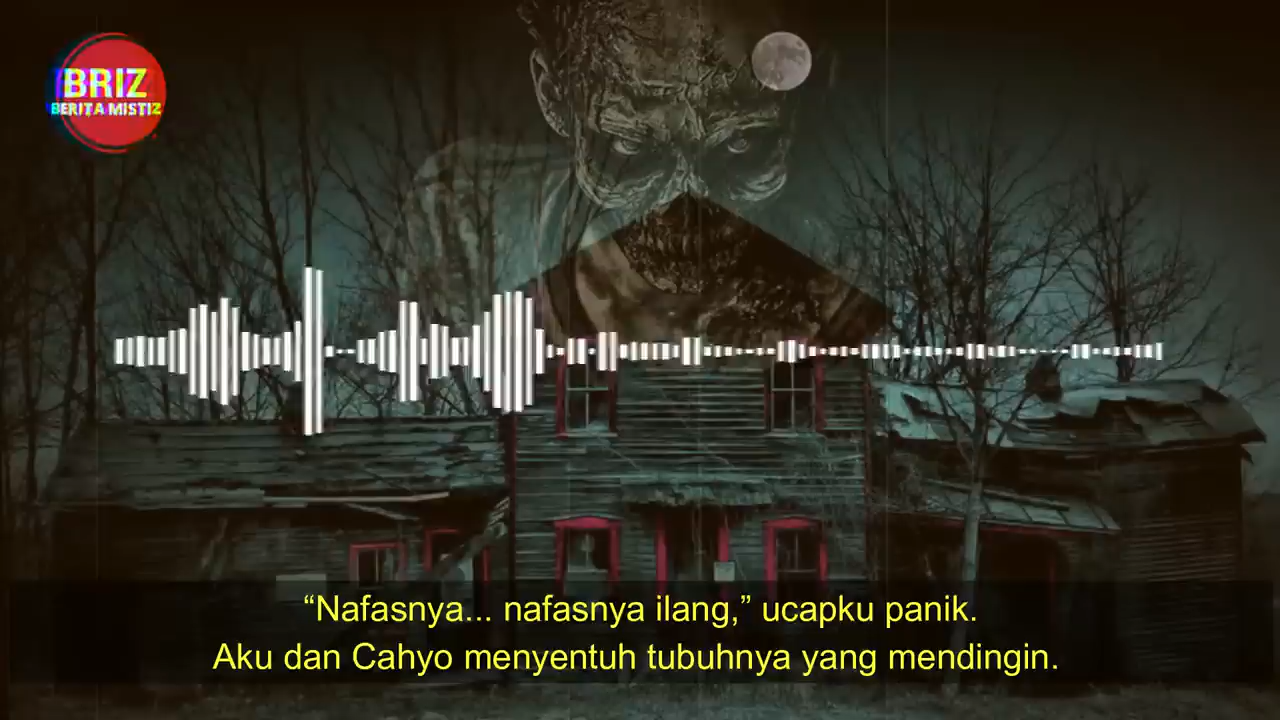 BRIZ
BERITA MISTIZ
“Nafasnya... nafasnya ilang,” ucapku panik.
Aku dan Cahyo menyentuh tubuhnya yang mendingin.